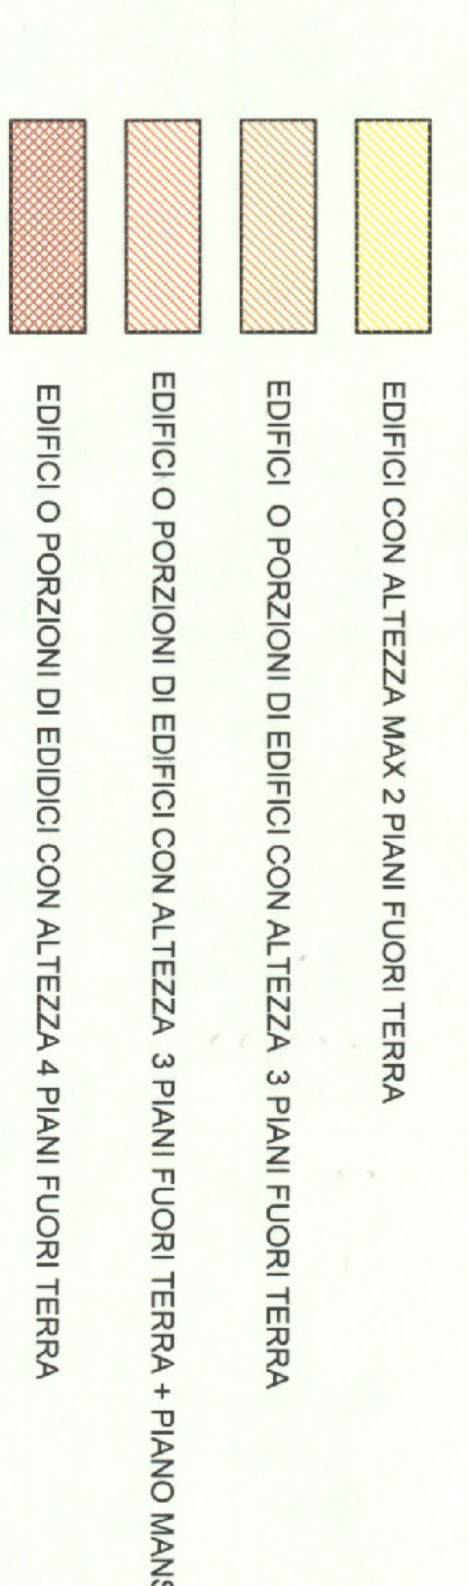 EDIFICI CON ALTEZZA MAX 2 PIANI FUORI TERRA
EDIFICI O PORZIONI DI EDIFICI CON ALTEZZA 3 PIANI FUORI TERRA
EDIFICI O PORZIONI DI EDIFICI CON ALTEZZA 3 PIANI FUORI TERRA + PIANO MANS
EDIFICI O PORZIONI DI EDIDICI CON ALTEZZA 4 PIANI FUORI TERRA